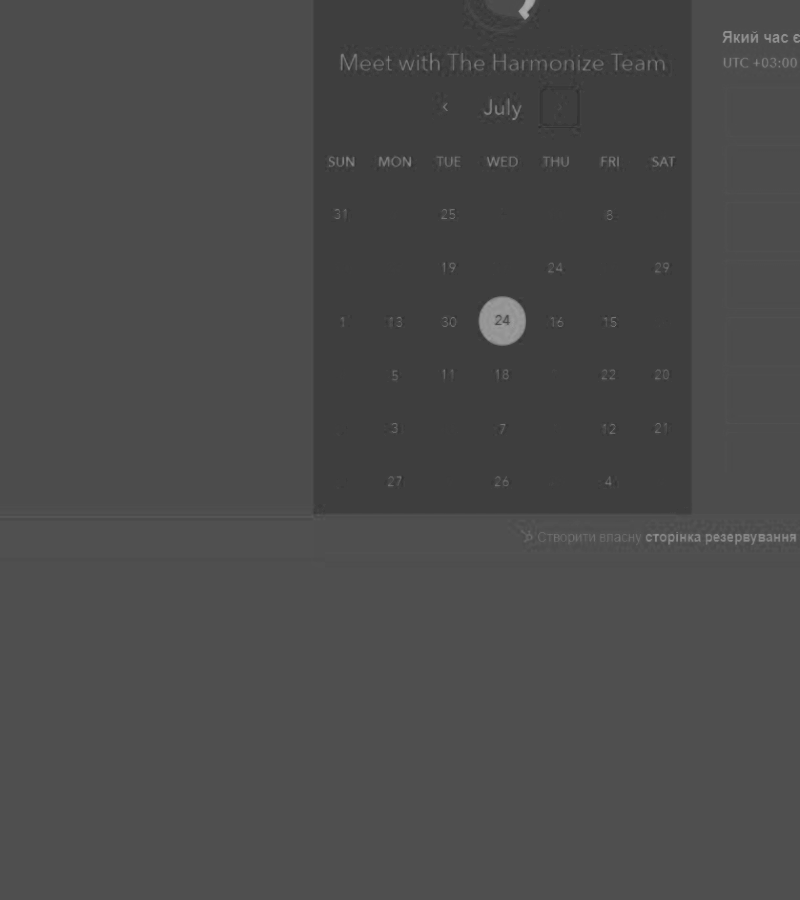 Який час є
Meet with The Harmonize Team
UTC +03:00
‹ July ›
SUN MON TUE WED THU FRI SAT
31 25 8
19 24 29
1 13 30 24 16 15
5 11 18 22 20
3 7 12 21
27 26 4
Створити власну сторінка резервування